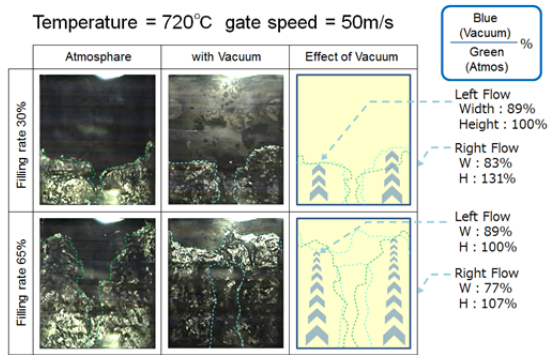 Temperature = 720℃ gate speed = 50m/s
Blue
(Vacuum)
Green
(Atmos)
%
Atmosphare
with Vacuum
Effect of Vacuum
Filling rate 30%
Left Flow
Width : 89%
Height : 100%
Right Flow
W : 83%
H : 131%
Filling rate 65%
Left Flow
W : 89%
H : 100%
Right Flow
W : 77%
H : 107%